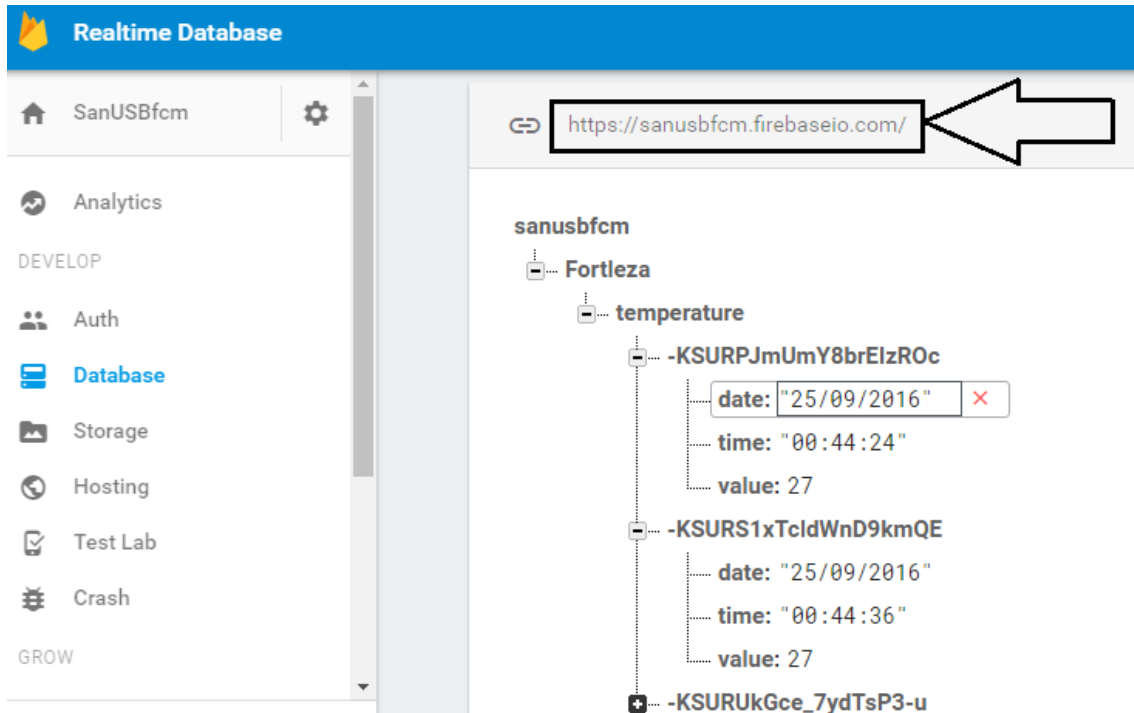 Realtime Database
SanUSBfcm
Analytics
DEVELOP
Auth
Database
Storage
Hosting
Test Lab
Crash
GROW
https://sanusbfcm.firebaseio.com/
sanusbfcm
Fortleza
temperature
-KSURPJmUmY8brElzROc
date: "25/09/2016"
time: "00:44:24"
value: 27
-KSURS1xTcldWnD9kmQE
date: "25/09/2016"
time: "00:44:36"
value: 27
-KSURUkGce_7ydTsP3-u